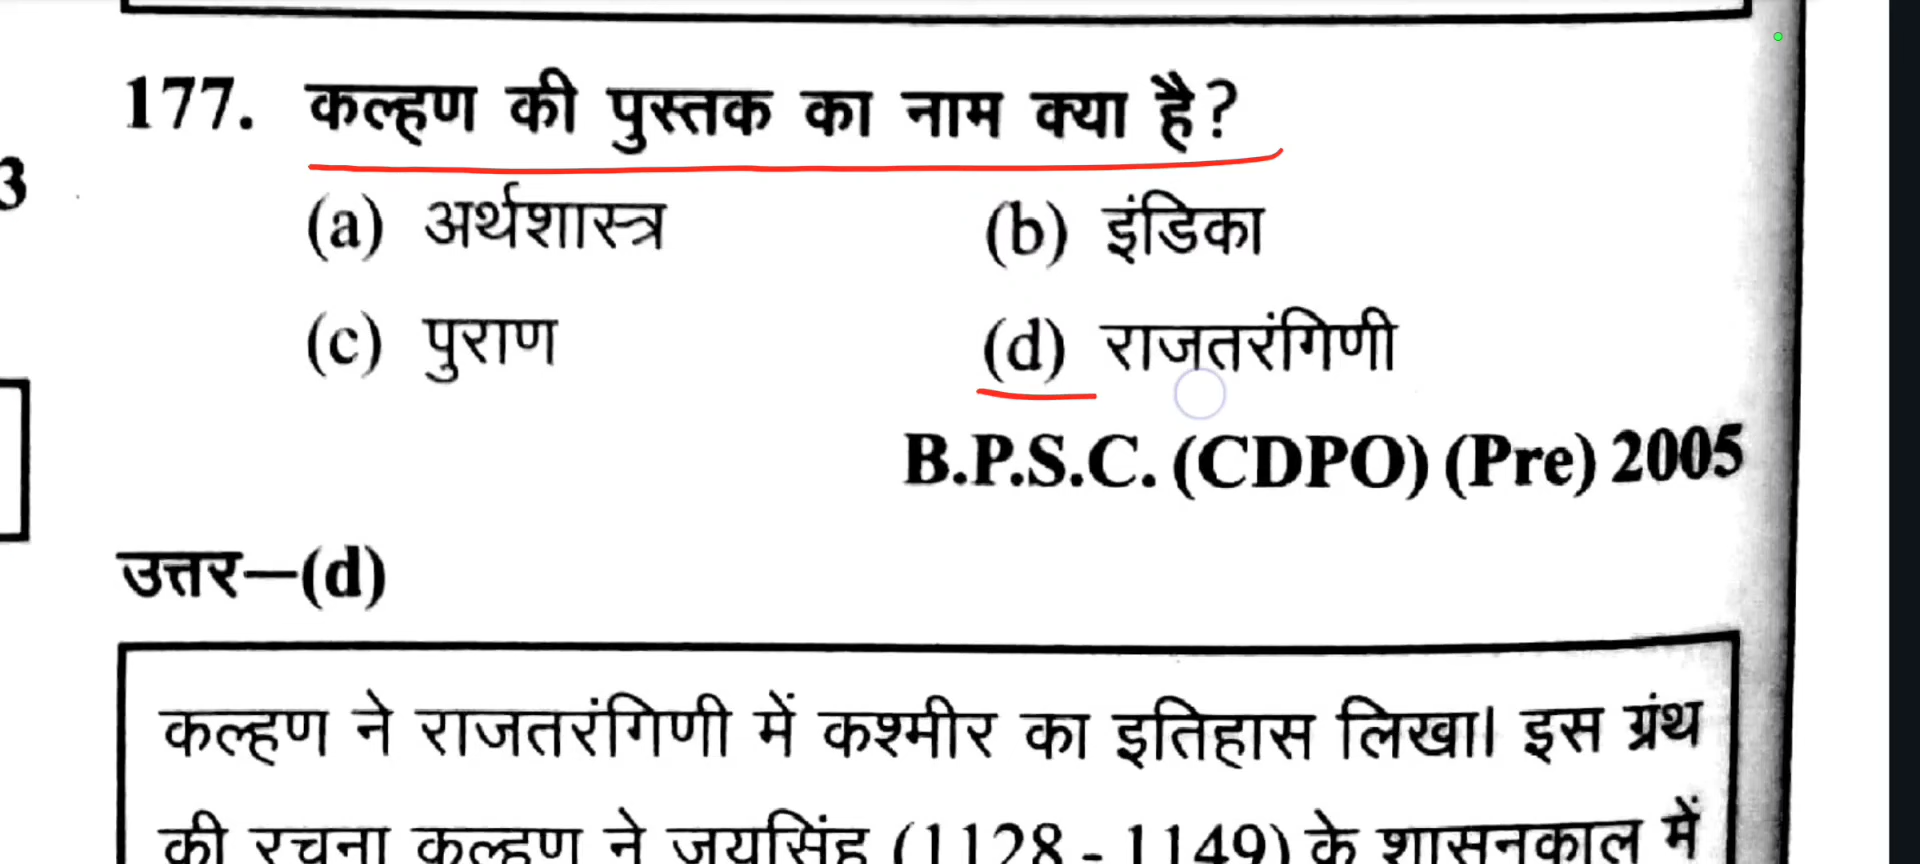 177. कल्हण की पुस्तक का नाम क्या है?
3
(a) अर्थशास्त्र (b) इंडिका
(c) पुराण (d) राजतरंगिणी
B.P.S.C. (CDPO) (Pre) 2005
उत्तर–(d)
कल्हण ने राजतरंगिणी में कश्मीर का इतिहास लिखा। इस ग्रंथ
की रचना कल्हण ने जयसिंह (1128 - 1149) के शासनकाल में